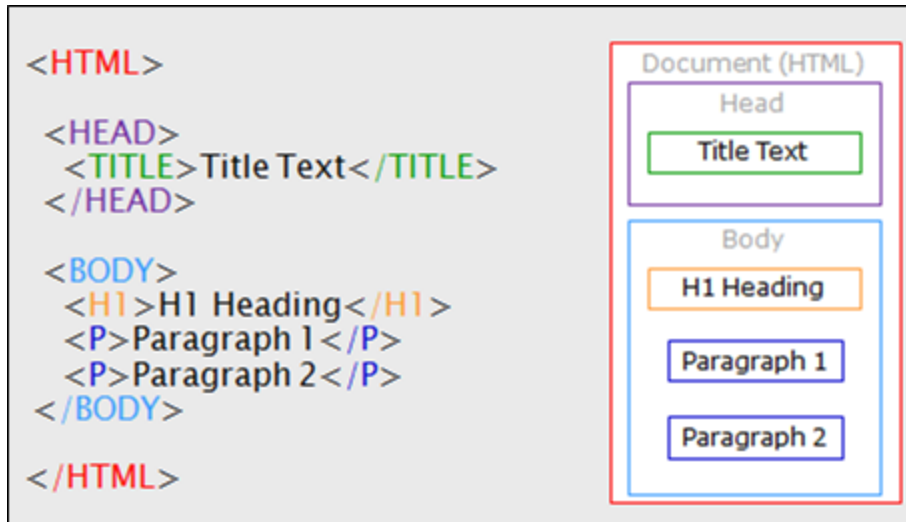 <HTML>
<HEAD>
<TITLE>Title Text</TITLE>
</HEAD>
<BODY>
<H1>H1 Heading</H1>
<P>Paragraph 1</P>
<P>Paragraph 2</P>
</BODY>
</HTML>
Document (HTML)
Head
Title Text
Body
H1 Heading
Paragraph 1
Paragraph 2